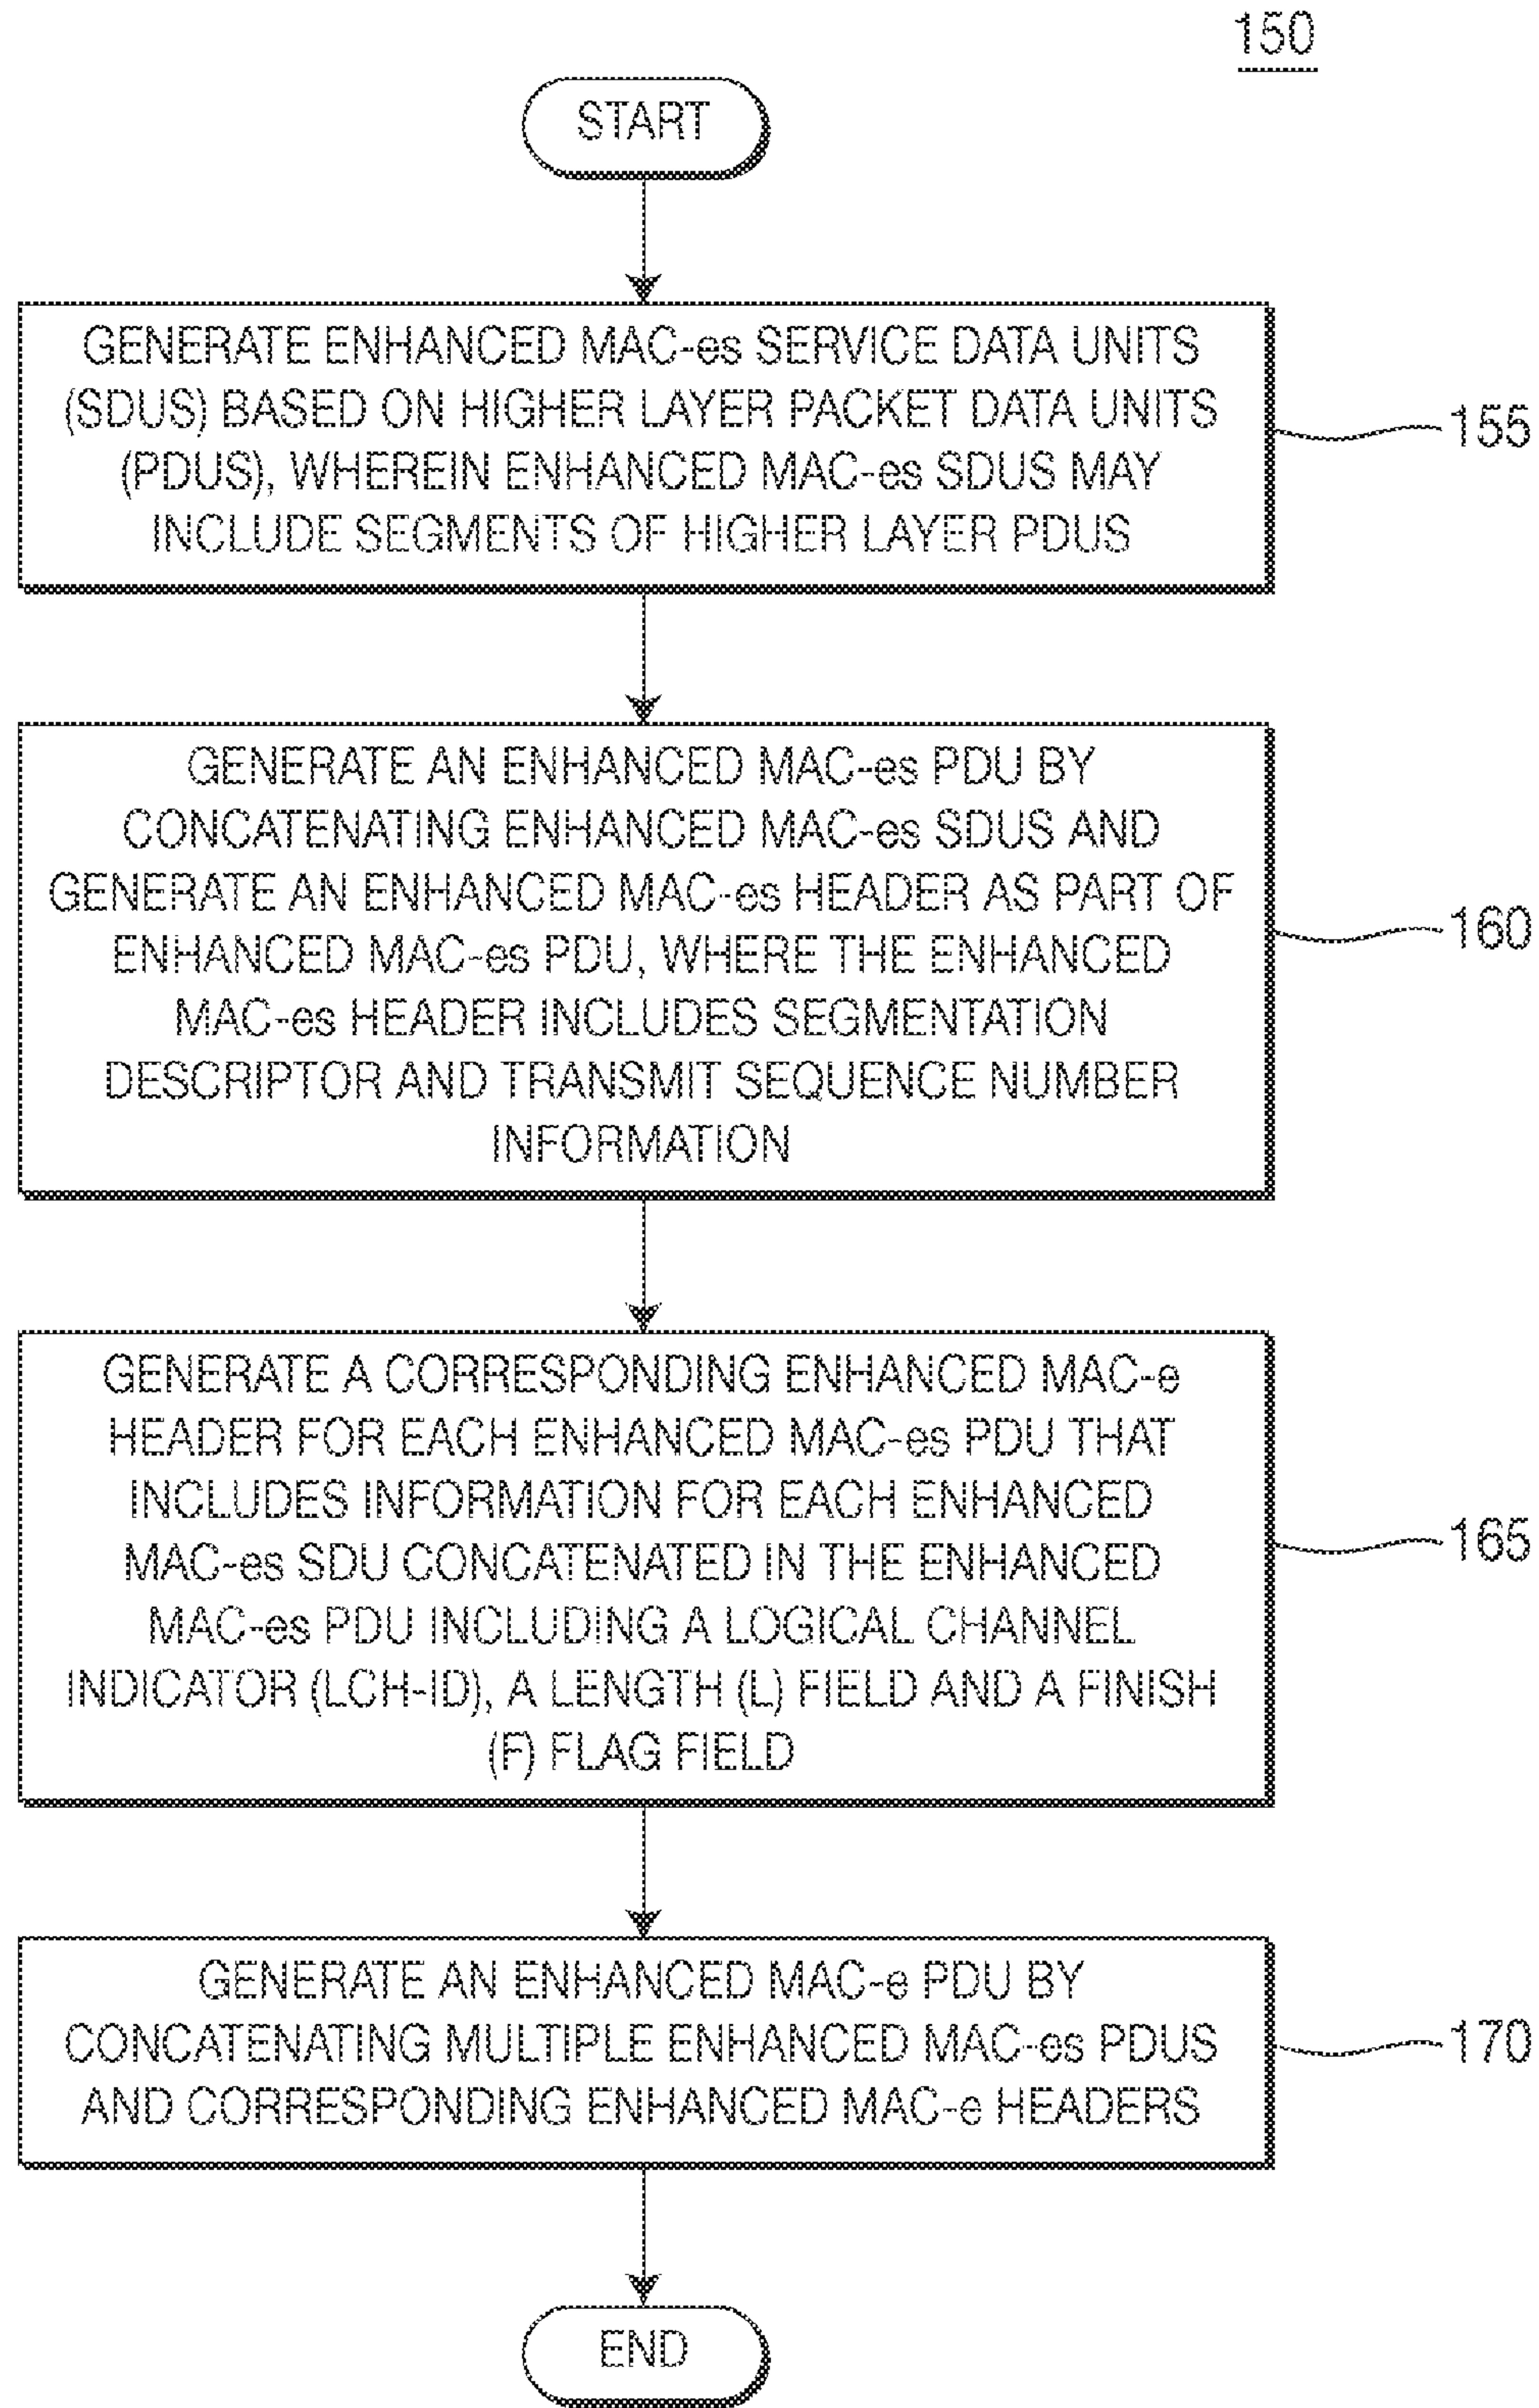 150
START
GENERATE ENHANCED MAC-es SERVICE DATA UNITS
(SDUS) BASED ON HIGHER LAYER PACKET DATA UNITS
(PDUS), WHEREIN ENHANCED MAC-es SDUS MAY
INCLUDE SEGMENTS OF HIGHER LAYER PDUS
155
GENERATE AN ENHANCED MAC-es PDU BY
CONCATENATING ENHANCED MAC-es SDUS AND
GENERATE AN ENHANCED MAC-es HEADER AS PART OF
ENHANCED MAC-es PDU, WHERE THE ENHANCED
MAC-es HEADER INCLUDES SEGMENTATION
DESCRIPTOR AND TRANSMIT SEQUENCE NUMBER
INFORMATION
160
GENERATE A CORRESPONDING ENHANCED MAC-e
HEADER FOR EACH ENHANCED MAC-es PDU THAT
INCLUDES INFORMATION FOR EACH ENHANCED
MAC-es SDU CONCATENATED IN THE ENHANCED
MAC-es PDU INCLUDING A LOGICAL CHANNEL
INDICATOR (LCH-ID), A LENGTH (L) FIELD AND A FINISH
(F) FLAG FIELD
165
GENERATE AN ENHANCED MAC-e PDU BY
CONCATENATING MULTIPLE ENHANCED MAC-es PDUS
AND CORRESPONDING ENHANCED MAC-e HEADERS
170
END